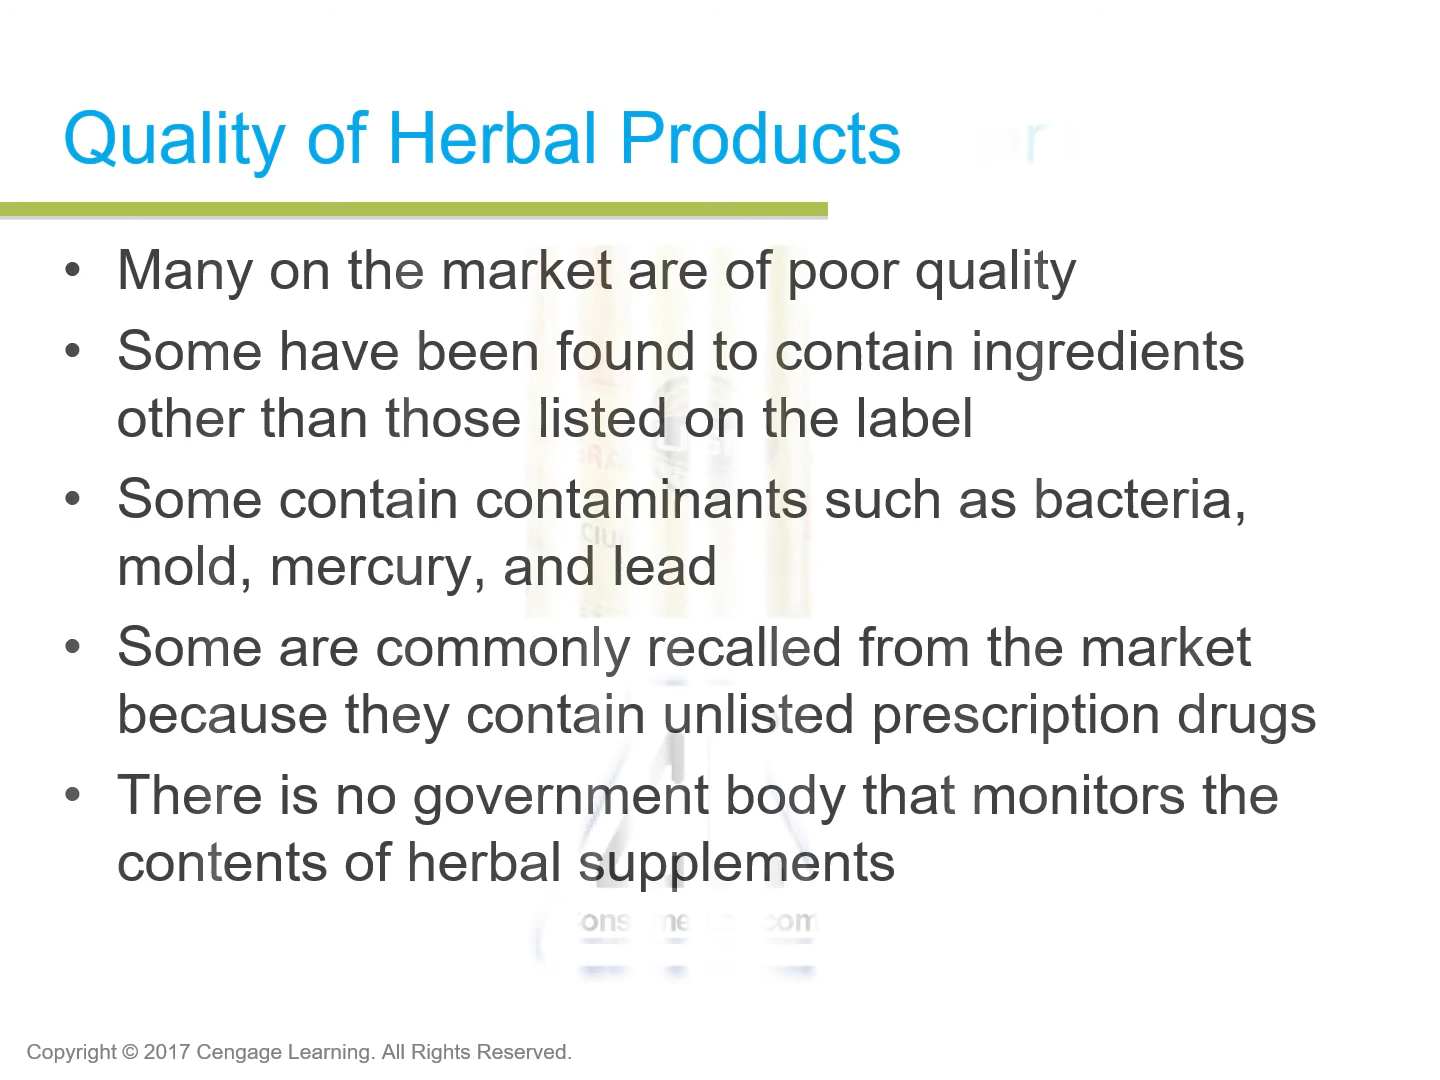 Quality of Herbal Products
• Many on the market are of poor quality
• Some have been found to contain ingredients
other than those listed on the label
• Some contain contaminants such as bacteria,
mold, mercury, and lead
• Some are commonly recalled from the market
because they contain unlisted prescription drugs
• There is no government body that monitors the
contents of herbal supplements
Copyright © 2017 Cengage Learning. All Rights Reserved.